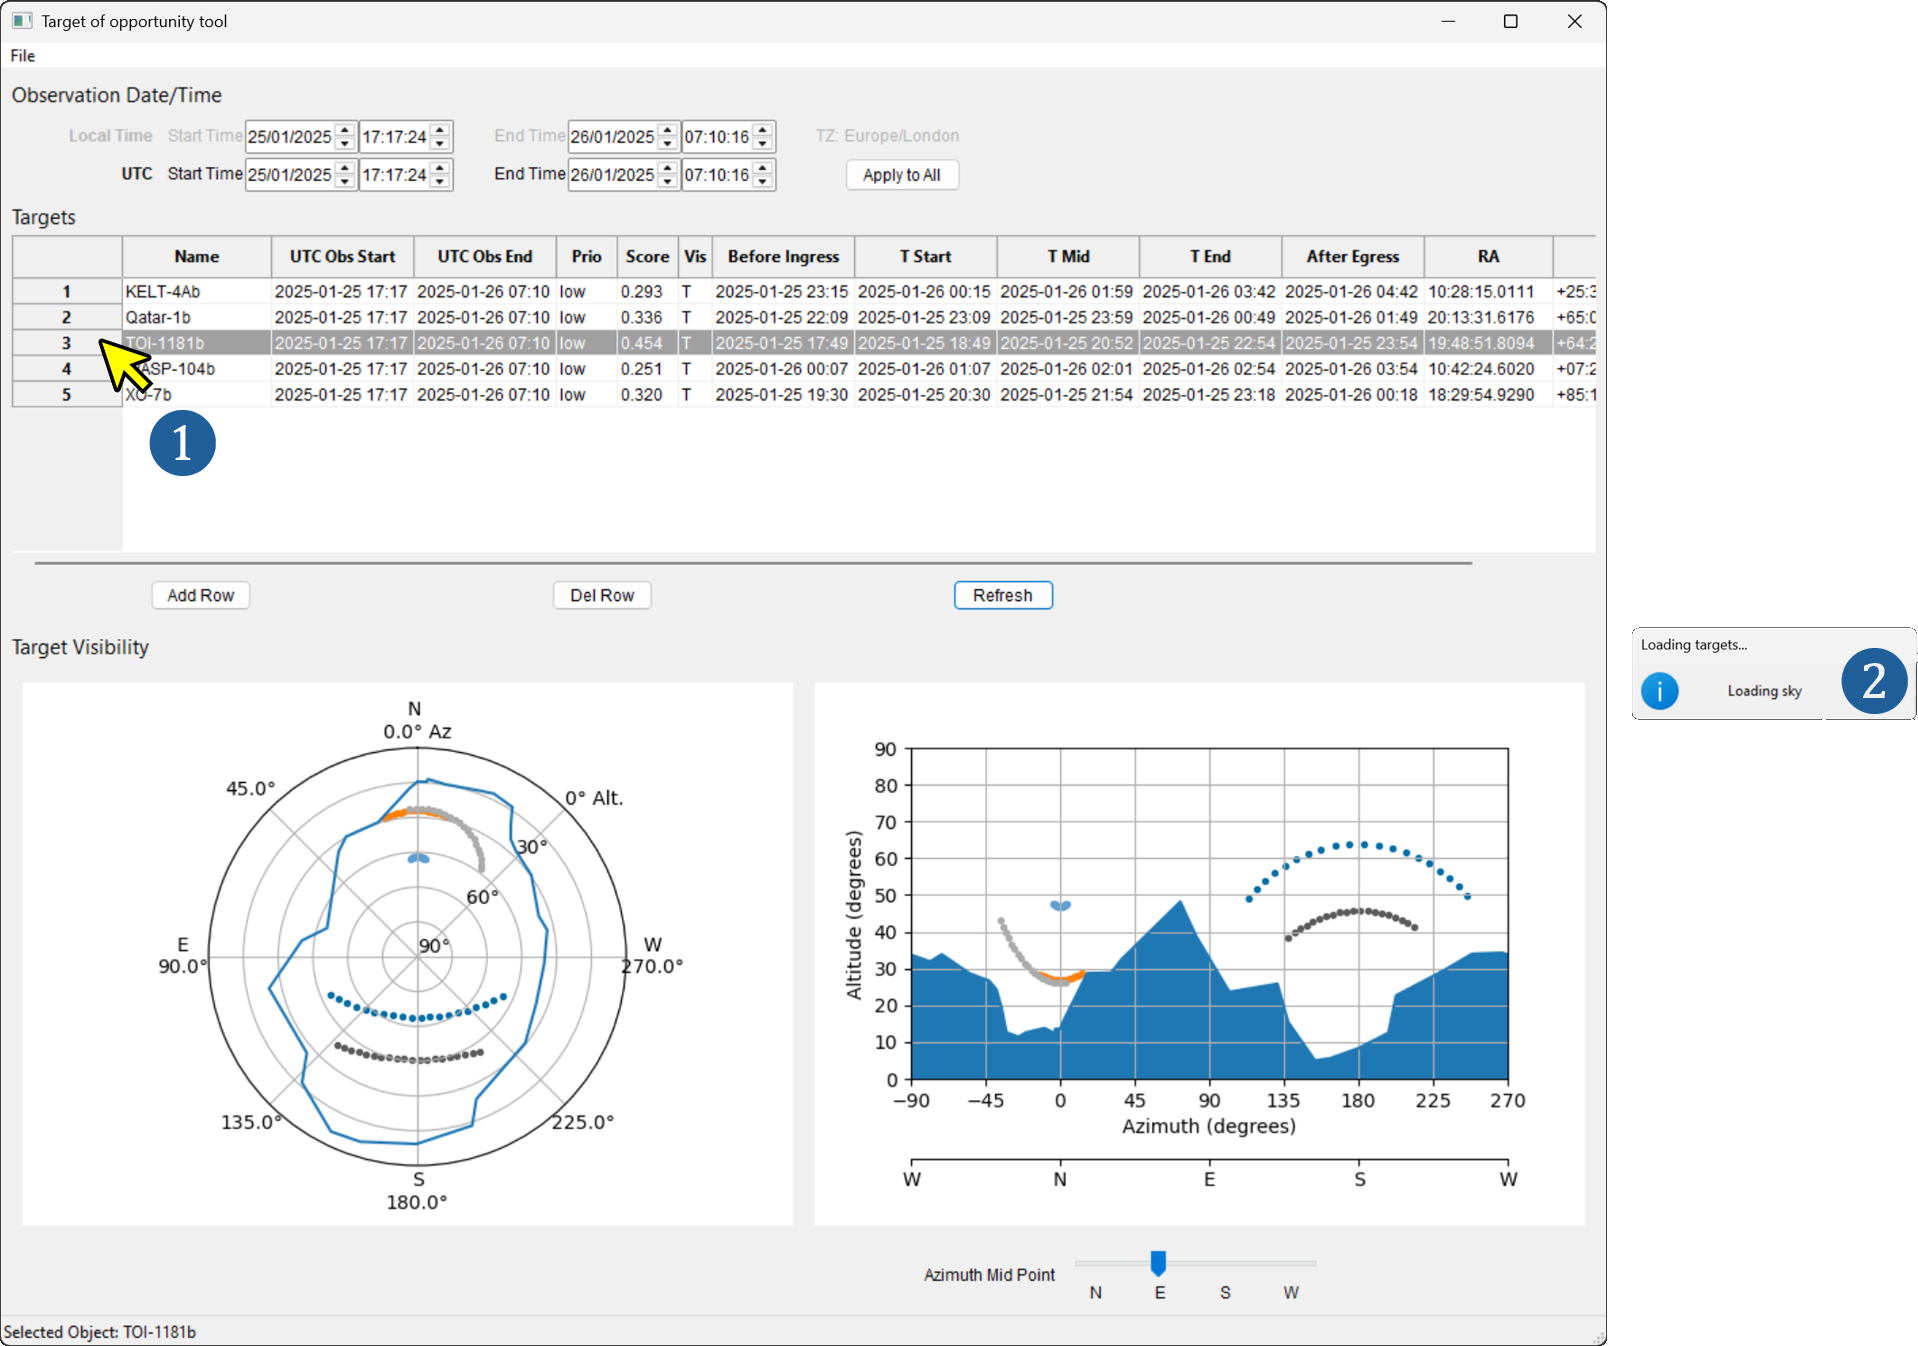 Target of opportunity tool
File
Observation Date/Time
Local Time Start Time 25/01/2025 17:17:24 End Time 26/01/2025 07:10:16 TZ: Europe/London
UTC Start Time 25/01/2025 17:17:24 End Time 26/01/2025 07:10:16 Apply to All
Targets
Name UTC Obs Start UTC Obs End Prio Score Vis Before Ingress T Start T Mid T End After Egress RA
1 KELT-4Ab 2025-01-25 17:17 2025-01-26 07:10 low 0.293 T 2025-01-25 23:15 2025-01-26 00:15 2025-01-26 01:59 2025-01-26 03:42 2025-01-26 04:42 10:28:15.0111 +25:3
2 Qatar-1b 2025-01-25 17:17 2025-01-26 07:10 low 0.336 T 2025-01-25 22:09 2025-01-25 23:09 2025-01-25 23:59 2025-01-26 00:49 2025-01-26 01:49 20:13:31.6176 +65:0
3 TOI-1181b 2025-01-25 17:17 2025-01-26 07:10 low 0.454 T 2025-01-25 17:49 2025-01-25 18:49 2025-01-25 20:52 2025-01-25 22:54 2025-01-25 23:54 19:48:51.8094 +64:2
4 ASP-104b 2025-01-25 17:17 2025-01-26 07:10 low 0.251 T 2025-01-26 00:07 2025-01-26 01:07 2025-01-26 02:01 2025-01-26 02:54 2025-01-26 03:54 10:42:24.6020 +07:2
5 XO-7b 2025-01-25 17:17 2025-01-26 07:10 low 0.320 T 2025-01-25 19:30 2025-01-25 20:30 2025-01-25 21:54 2025-01-25 23:18 2025-01-26 00:18 18:29:54.9290 +85:1
1
Add Row Del Row Refresh
Target Visibility
Loading targets...
Loading sky
2
N
0.0° Az
45.0°
0° Alt.
30°
60°
90°
E
90.0°
W
270.0°
135.0°
225.0°
S
180.0°
90
80
70
60
50
40
30
20
10
0
Altitude (degrees)
−90 −45 0 45 90 135 180 225 270
Azimuth (degrees)
W N E S W
Azimuth Mid Point
N E S W
Selected Object: TOI-1181b